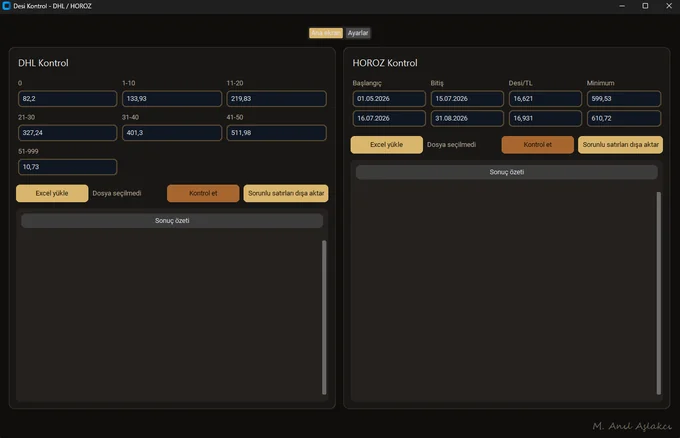 Desi Kontrol - DHL / HOROZ
Ana ekran Ayarlar
DHL Kontrol
0 1-10 11-20
82,2 133,93 219,83
21-30 31-40 41-50
327,24 401,3 511,98
51-999
10,73
Excel yükle Dosya seçilmedi Kontrol et Sorunlu satırları dışa aktar
Sonuç özeti
HOROZ Kontrol
Başlangıç Bitiş Desi/TL Minimum
01.05.2026 15.07.2026 16,621 599,53
16.07.2026 31.08.2026 16,931 610,72
Excel yükle Dosya seçilmedi Kontrol et Sorunlu satırları dışa aktar
Sonuç özeti
M. Anıl Aşlakcı